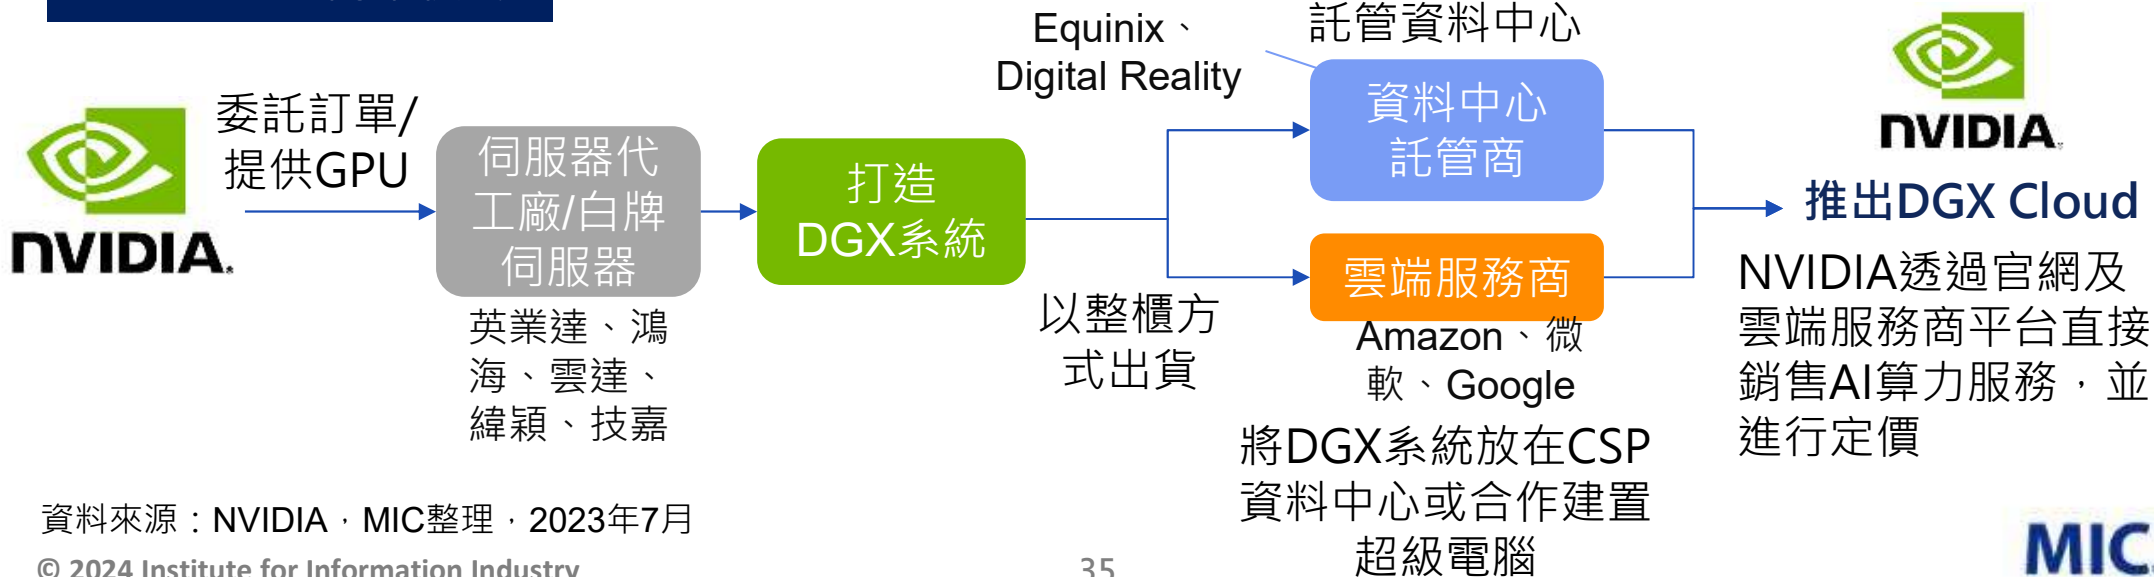 NVIDIA.
委託訂單/
提供GPU
伺服器代
工廠/白牌
伺服器
英業達、鴻
海、雲達、
緯穎、技嘉
打造
DGX系統
以整櫃方
式出貨
Equinix、
Digital Reality
託管資料中心
資料中心
託管商
雲端服務商
Amazon、微
軟、Google
將DGX系統放在CSP
資料中心或合作建置
超級電腦
NVIDIA.
推出DGX Cloud
NVIDIA透過官網及
雲端服務商平台直接
銷售AI算力服務,並
進行定價
資料來源:NVIDIA,MIC整理,2023年7月
© 2024 Institute for Information Industry
35
MIC